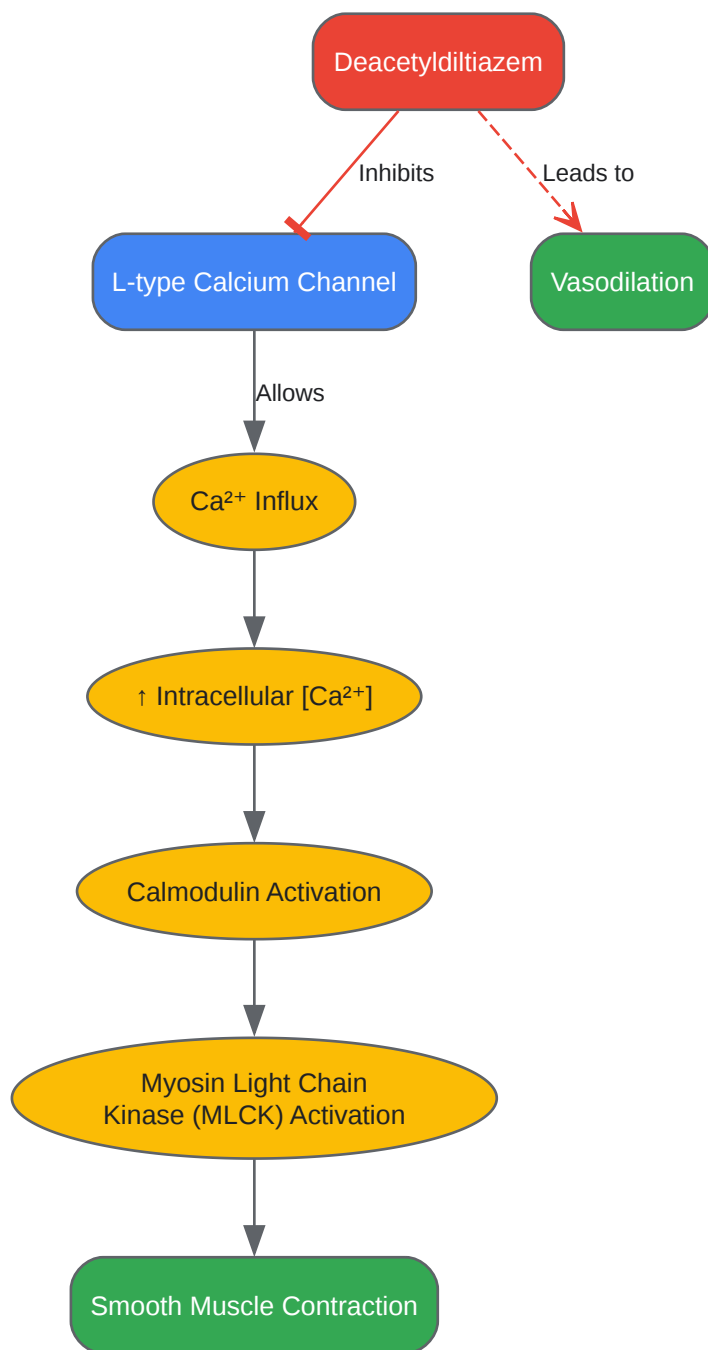 Deacetyldiltiazem
Inhibits
Leads to
L-type Calcium Channel
Vasodilation
Allows
Ca²⁺ Influx
↑ Intracellular [Ca²⁺]
Calmodulin Activation
Myosin Light Chain
Kinase (MLCK) Activation
Smooth Muscle Contraction